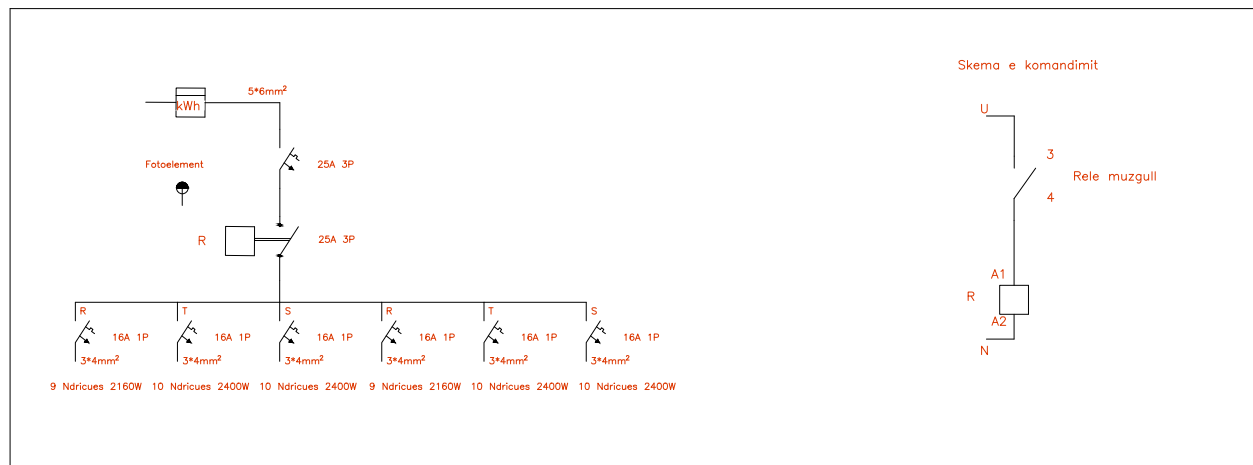 Skema e komandimit
5*6mm²
kWh
U
Fotoelement
25A 3P
3
Rele muzgull
4
R
25A 3P
A1
R
A2
N
R T S R T S
16A 1P 16A 1P 16A 1P 16A 1P 16A 1P 16A 1P
3*4mm² 3*4mm² 3*4mm² 3*4mm² 3*4mm² 3*4mm²
9 Ndricues 2160W 10 Ndricues 2400W 10 Ndricues 2400W 9 Ndricues 2160W 10 Ndricues 2400W 10 Ndricues 2400W